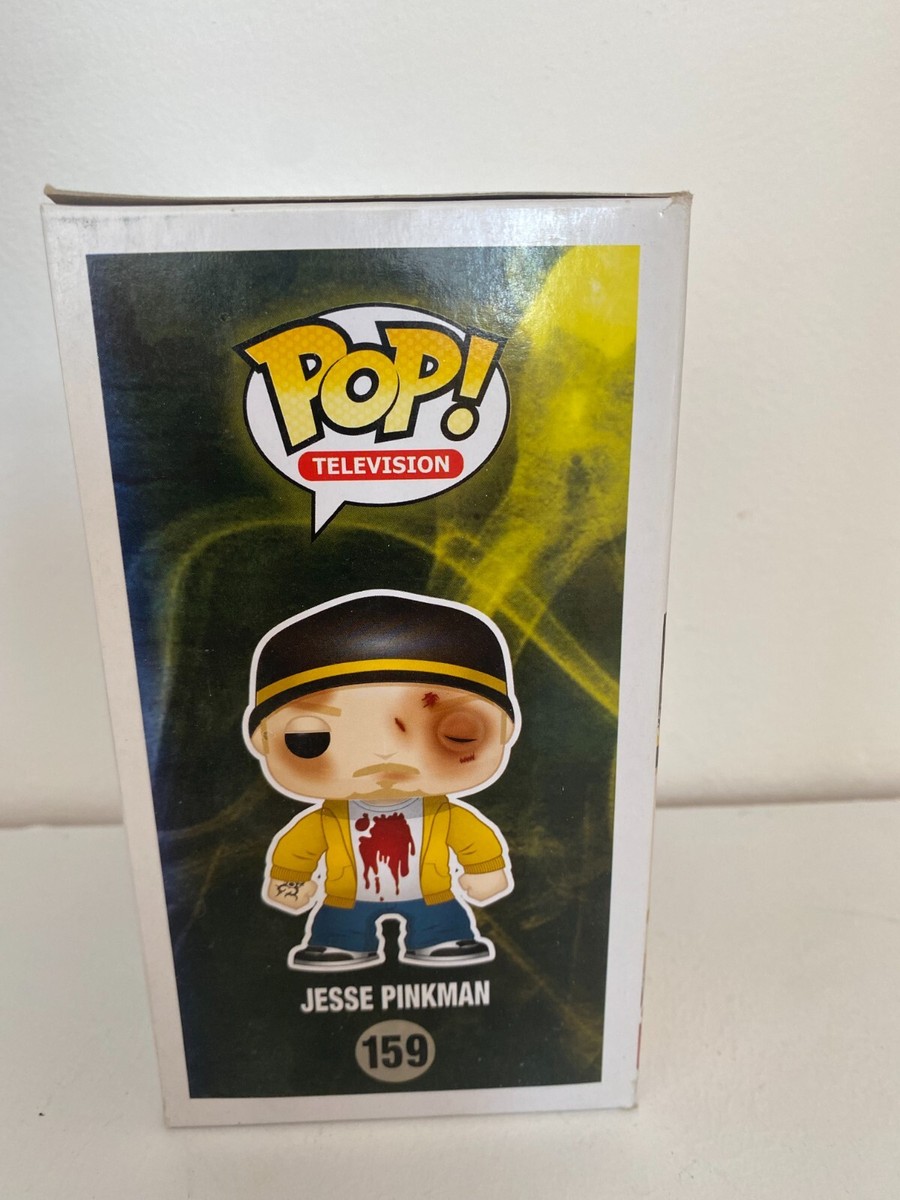 POP!
TELEVISION
JESSE PINKMAN
159